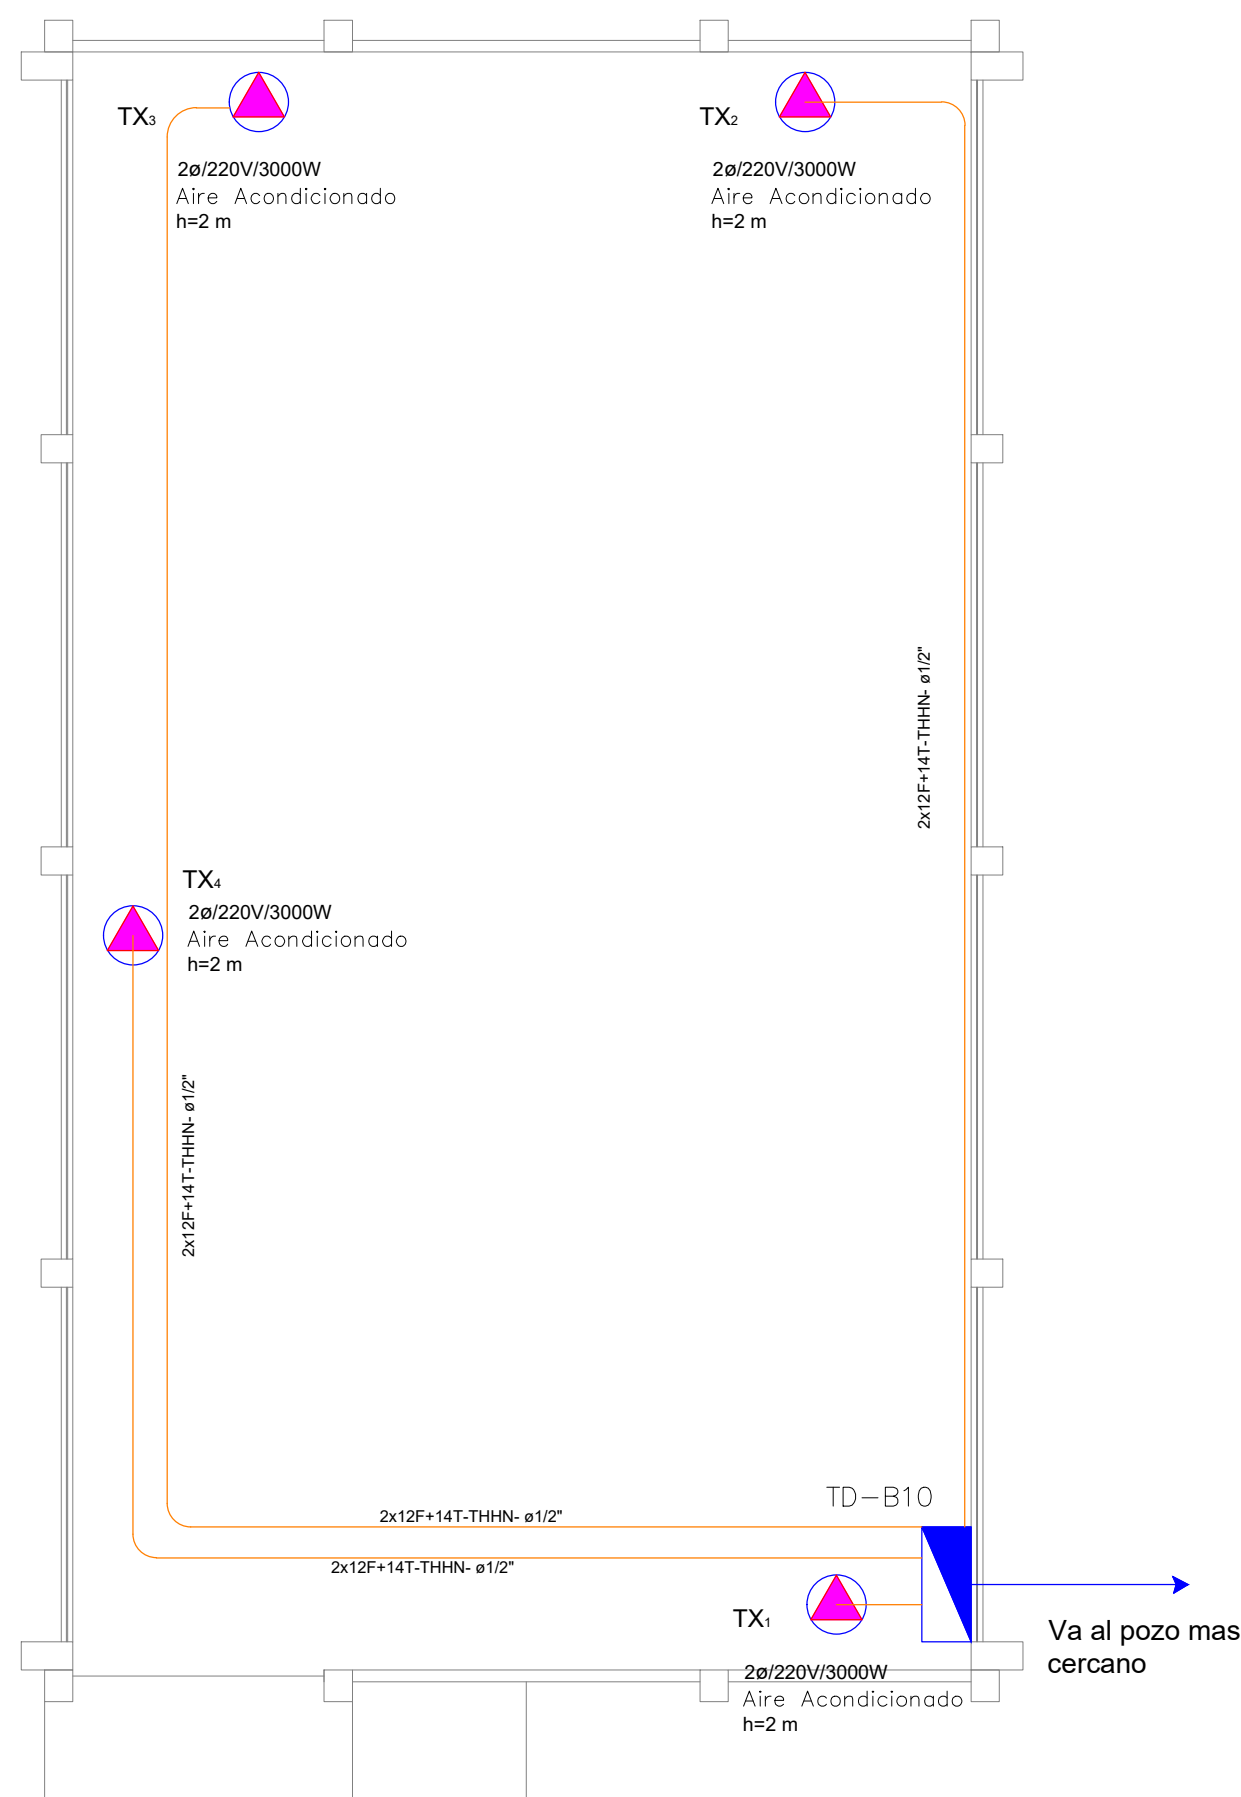 TX3
2ø/220V/3000W
Aire Acondicionado
h=2 m
TX2
2ø/220V/3000W
Aire Acondicionado
h=2 m
2x12F+14T-THHN- ø1/2"
TX4
2ø/220V/3000W
Aire Acondicionado
h=2 m
2x12F+14T-THHN- ø1/2"
TD-B10
2x12F+14T-THHN- ø1/2"
2x12F+14T-THHN- ø1/2"
TX1
2ø/220V/3000W
Aire Acondicionado
h=2 m
Va al pozo mas
cercano